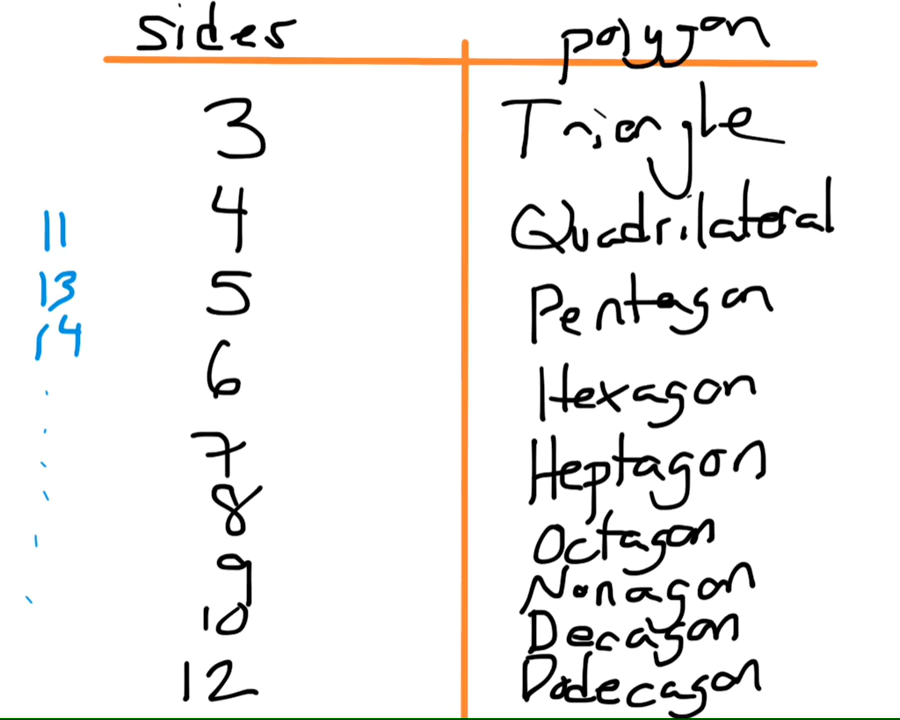 sides polygon
3 Triangle
4 Quadrilateral
11
5 Pentagon
13
14
6 Hexagon
7 Heptagon
8 Octagon
9 Nonagon
10 Decagon
12 Dodecagon